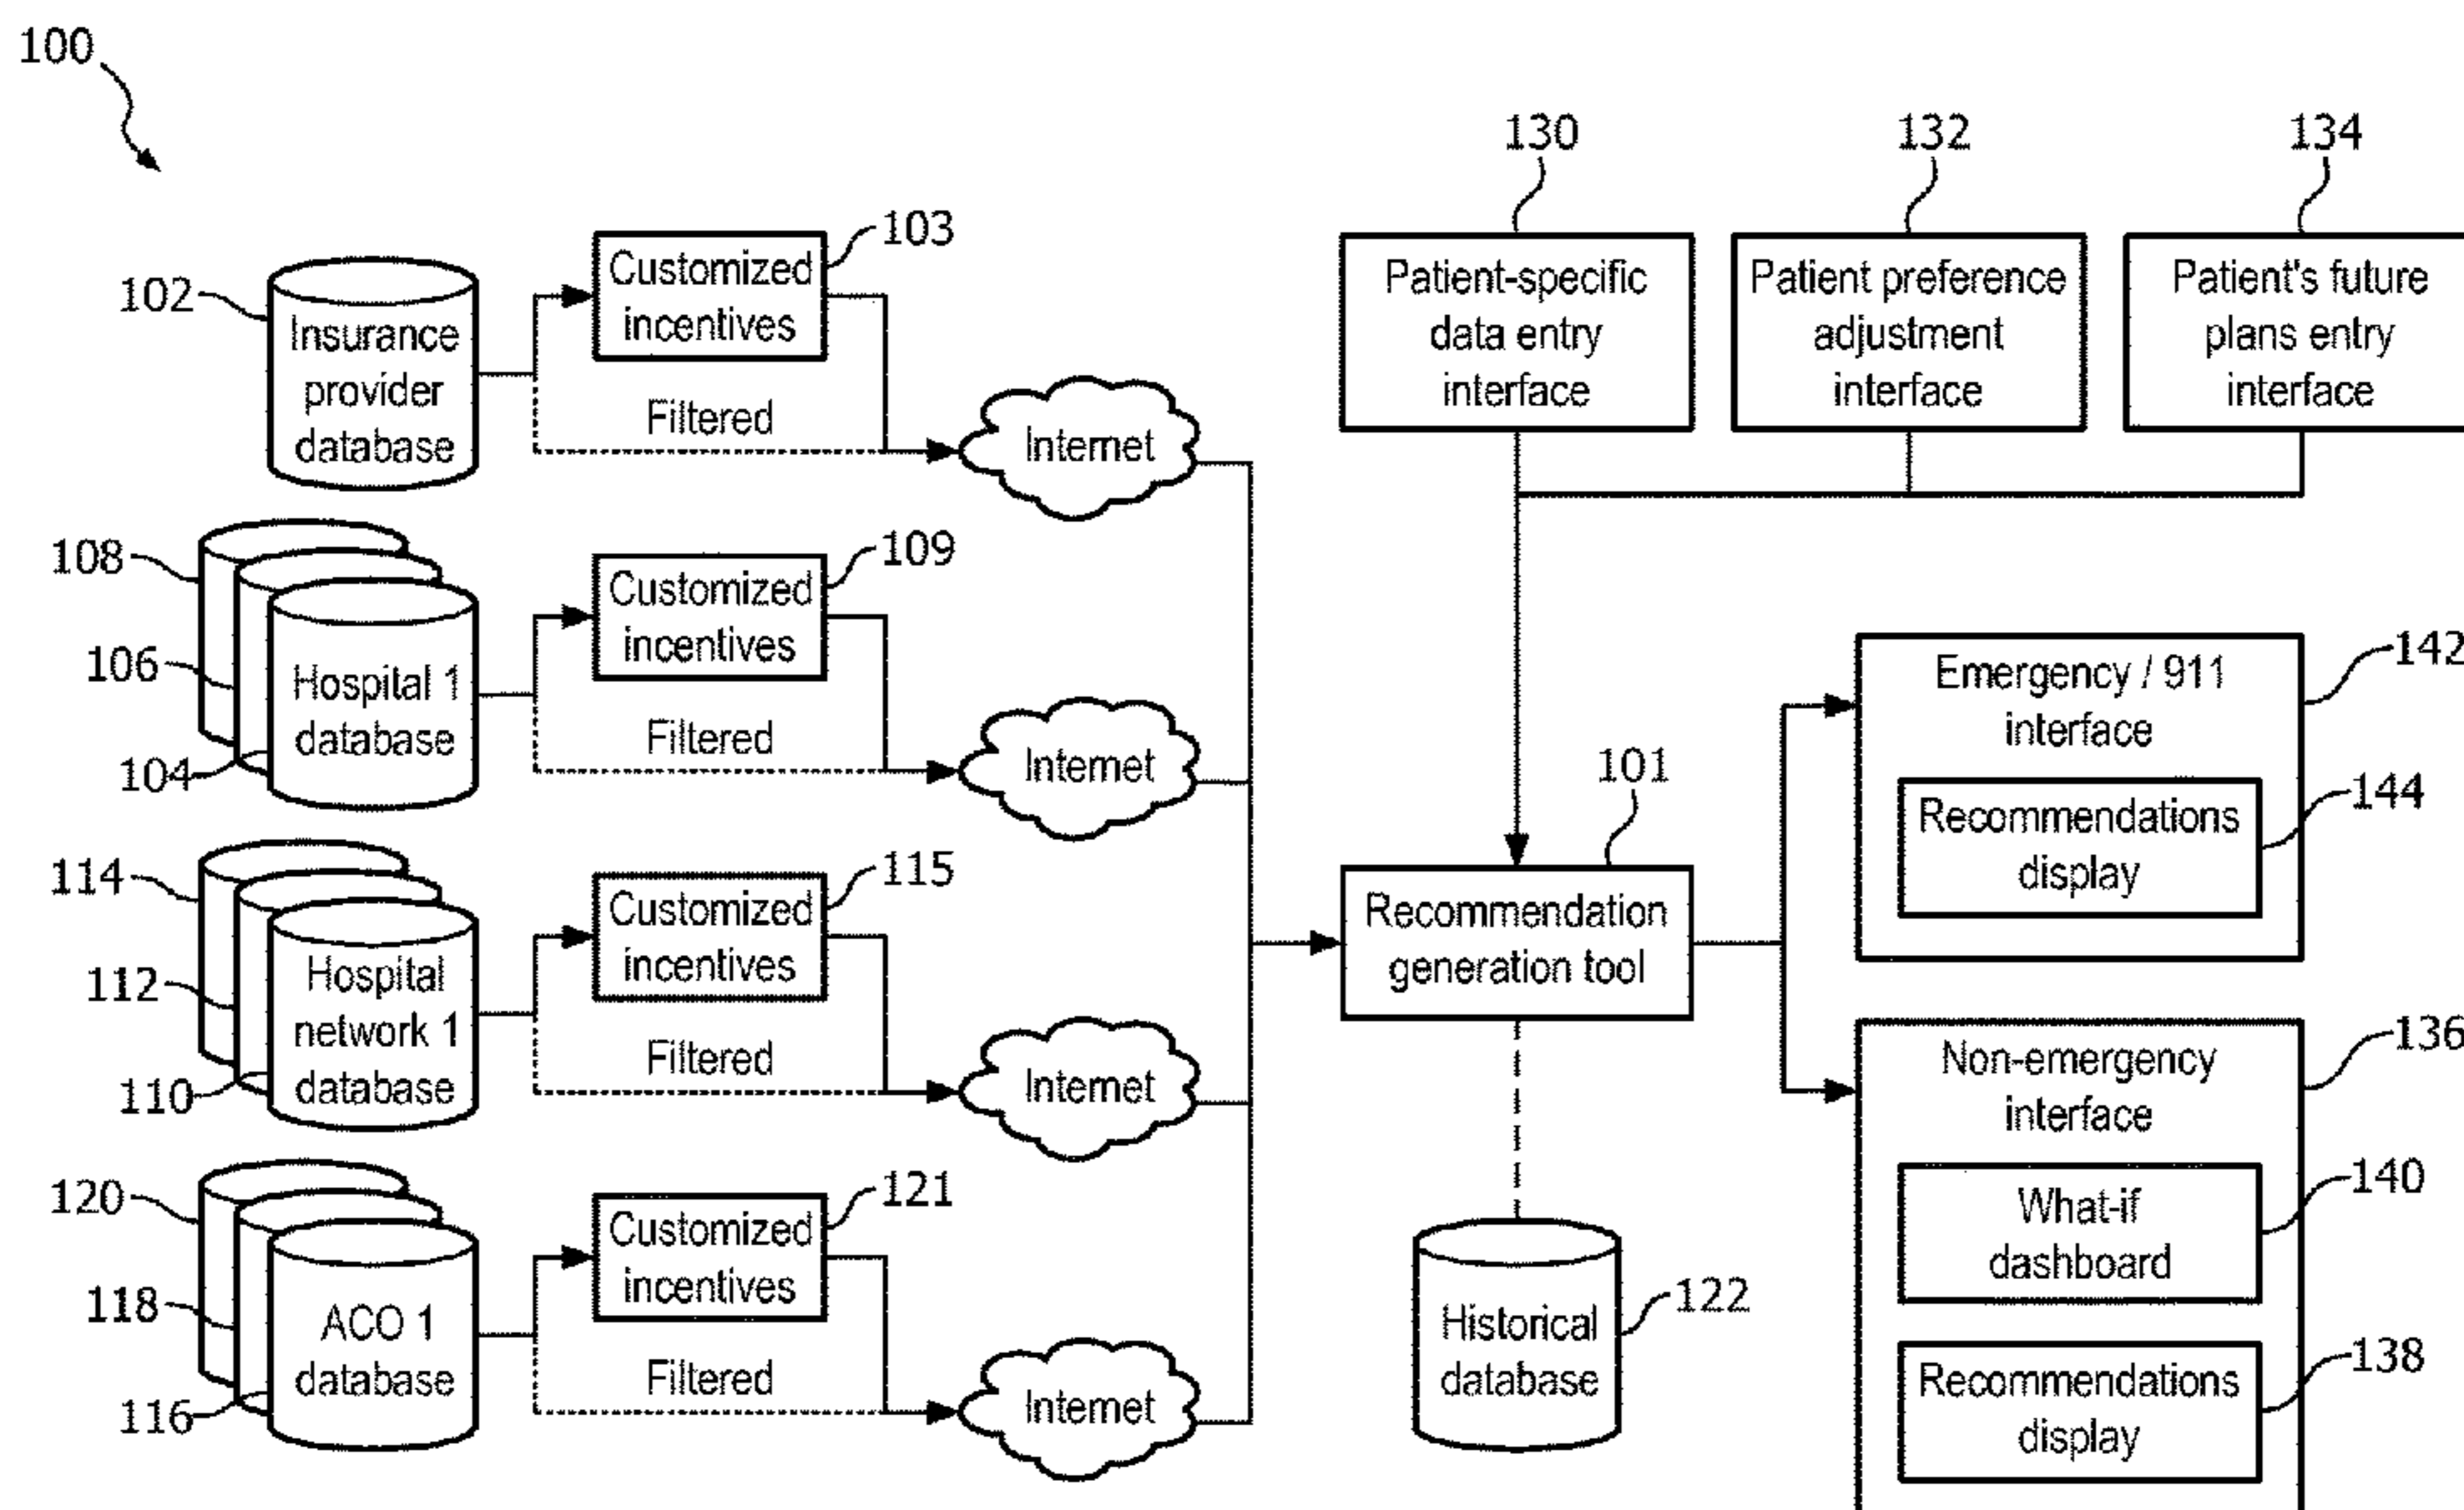 100
130
132
134
102
Insurance
provider
database
Customized
incentives
103
Filtered
Internet
Patient-specific
data entry
interface
Patient preference
adjustment
interface
Patient's future
plans entry
interface
108
106
104
Hospital 1
database
Customized
incentives
109
Filtered
Internet
114
112
110
Hospital
network 1
database
Customized
incentives
115
Filtered
Internet
120
118
116
ACO 1
database
Customized
incentives
121
Filtered
Internet
101
Recommendation
generation tool
Historical
database
122
Emergency / 911
interface
142
Recommendations
display
144
Non-emergency
interface
136
What-if
dashboard
140
Recommendations
display
138